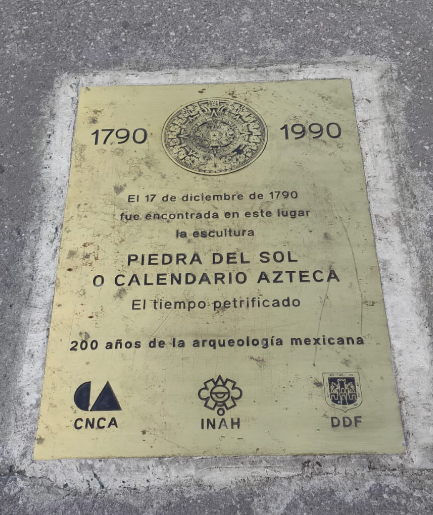 1790 1990
El 17 de diciembre de 1790
fue encontrada en este lugar
la escultura
PIEDRA DEL SOL
O CALENDARIO AZTECA
El tiempo petrificado
200 años de la arqueología mexicana
CNCA INAH DDF